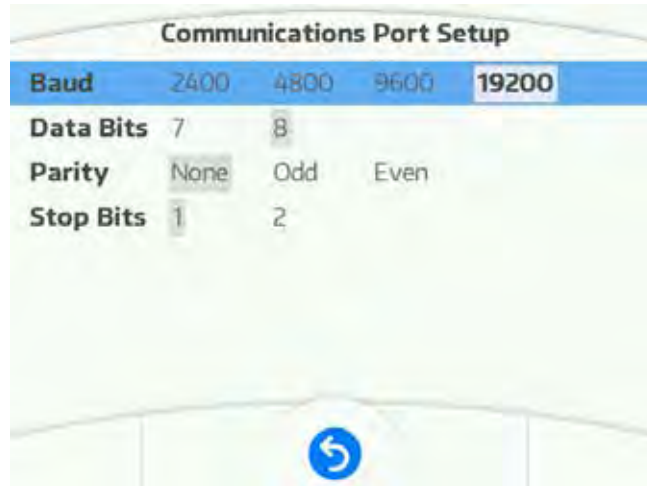 Communications Port Setup
Baud 2400 4800 9600 19200
Data Bits 7 8
Parity None Odd Even
Stop Bits 1 2